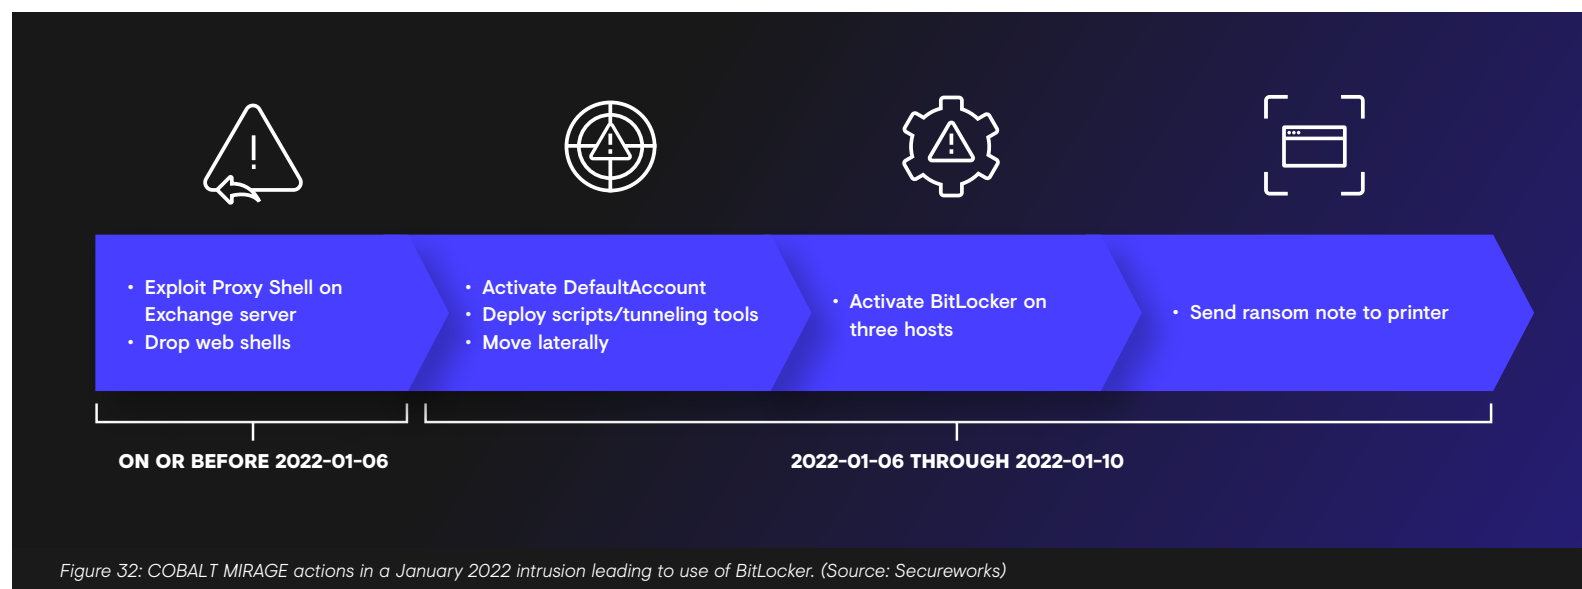 • Exploit Proxy Shell on
Exchange server
• Drop web shells
• Activate DefaultAccount
• Deploy scripts/tunneling tools
• Move laterally
• Activate BitLocker on
three hosts
• Send ransom note to printer
ON OR BEFORE 2022-01-06
2022-01-06 THROUGH 2022-01-10
Figure 32: COBALT MIRAGE actions in a January 2022 intrusion leading to use of BitLocker. (Source: Secureworks)